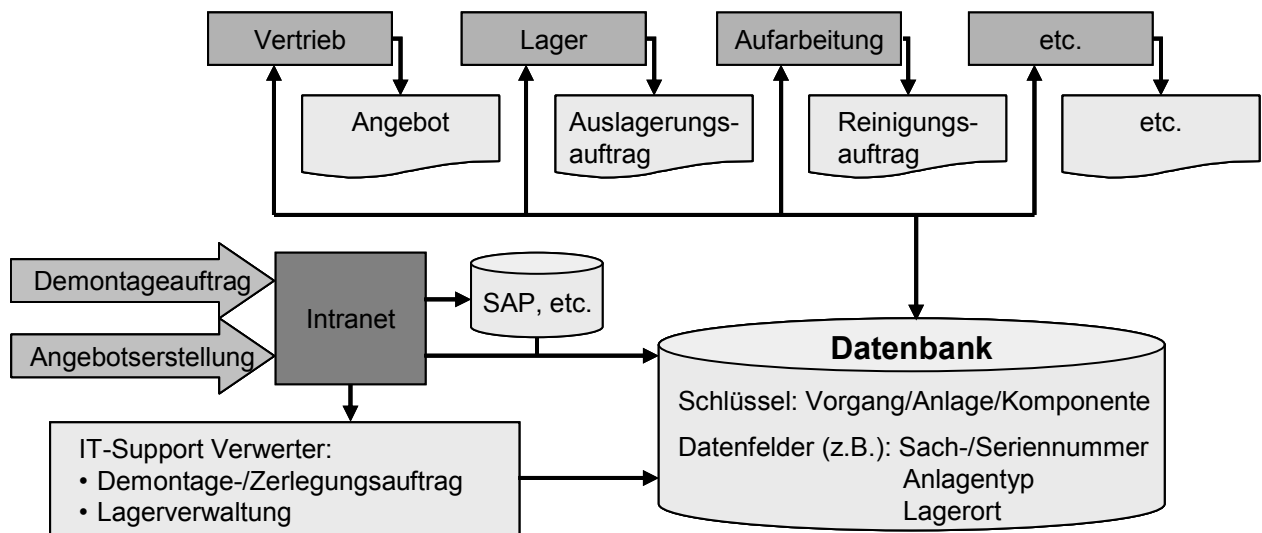 Vertrieb
Lager
Aufarbeitung
etc.
Angebot
Auslagerungs-
auftrag
Reinigungs-
auftrag
etc.
Demontageauftrag
Angebotserstellung
Intranet
SAP, etc.
Datenbank
Schlüssel: Vorgang/Anlage/Komponente
Datenfelder (z.B.): Sach-/Seriennummer
Anlagentyp
Lagerort
IT-Support Verwerter:
• Demontage-/Zerlegungsauftrag
• Lagerverwaltung